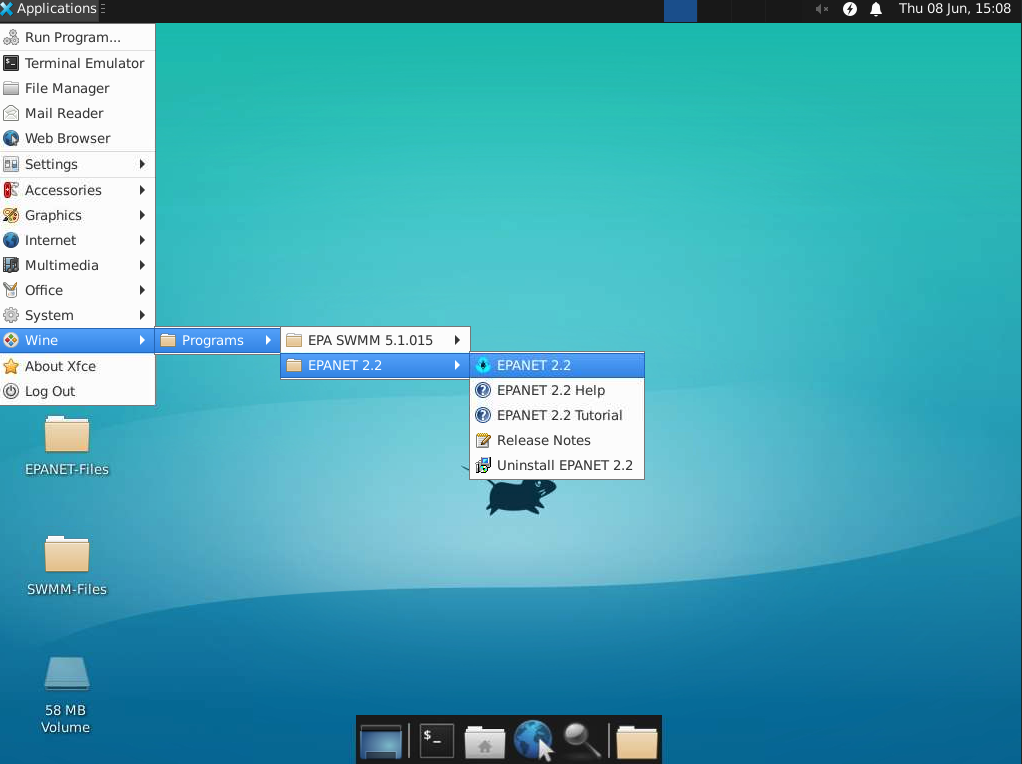 Applications
Thu 08 Jun, 15:08
Run Program...
Terminal Emulator
File Manager
Mail Reader
Web Browser
Settings
Accessories
Graphics
Internet
Multimedia
Office
System
Wine
Programs
EPA SWMM 5.1.015
EPANET 2.2
EPANET 2.2
EPANET 2.2 Help
EPANET 2.2 Tutorial
Release Notes
Uninstall EPANET 2.2
About Xfce
Log Out
EPANET-Files
SWMM-Files
58 MB
Volume